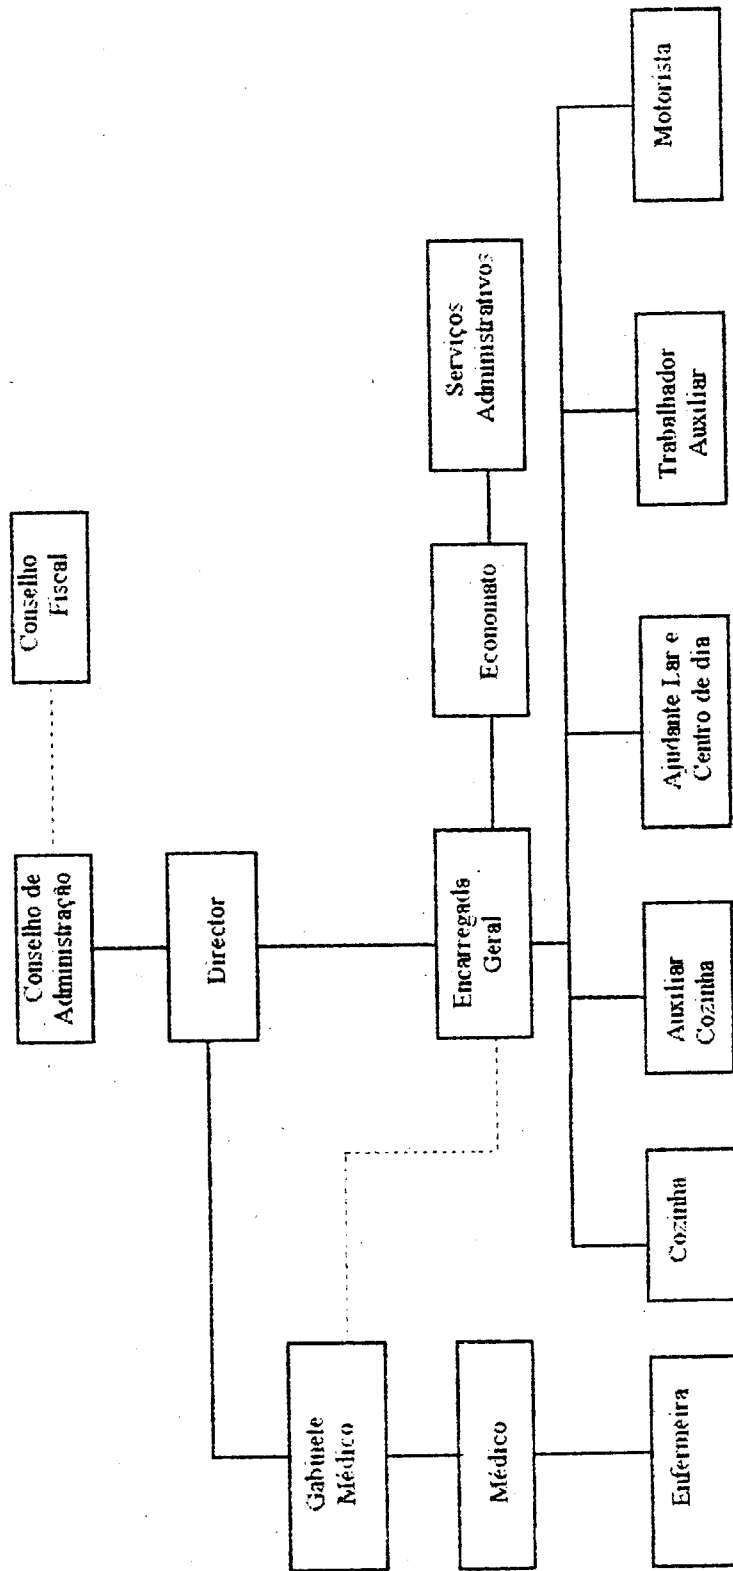 Conselho de
Administração
Conselho
Fiscal
Director
Gabinete
Médico
Médico
Enfermeira
Encarregada
Geral
Economato
Serviços
Administrativos
Cozinha
Auxiliar
Cozinha
Ajudante Lar e
Centro de dia
Trabalhador
Auxiliar
Motorista